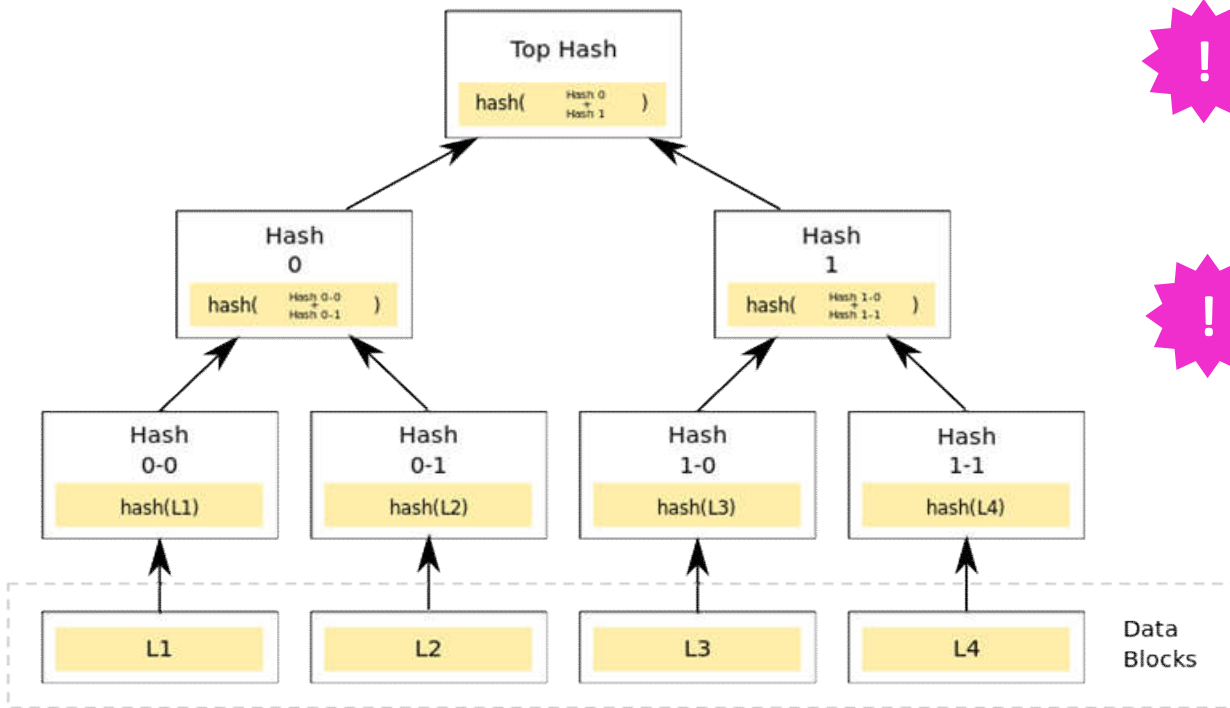 Top Hash
!
hash( Hash 0 + Hash 1 )
Hash
0
hash( Hash 0-0 + Hash 0-1 )
Hash
1
hash( Hash 1-0 + Hash 1-1 )
!
Hash
0-0
hash(L1)
Hash
0-1
hash(L2)
Hash
1-0
hash(L3)
Hash
1-1
hash(L4)
L1
L2
L3
L4
Data
Blocks